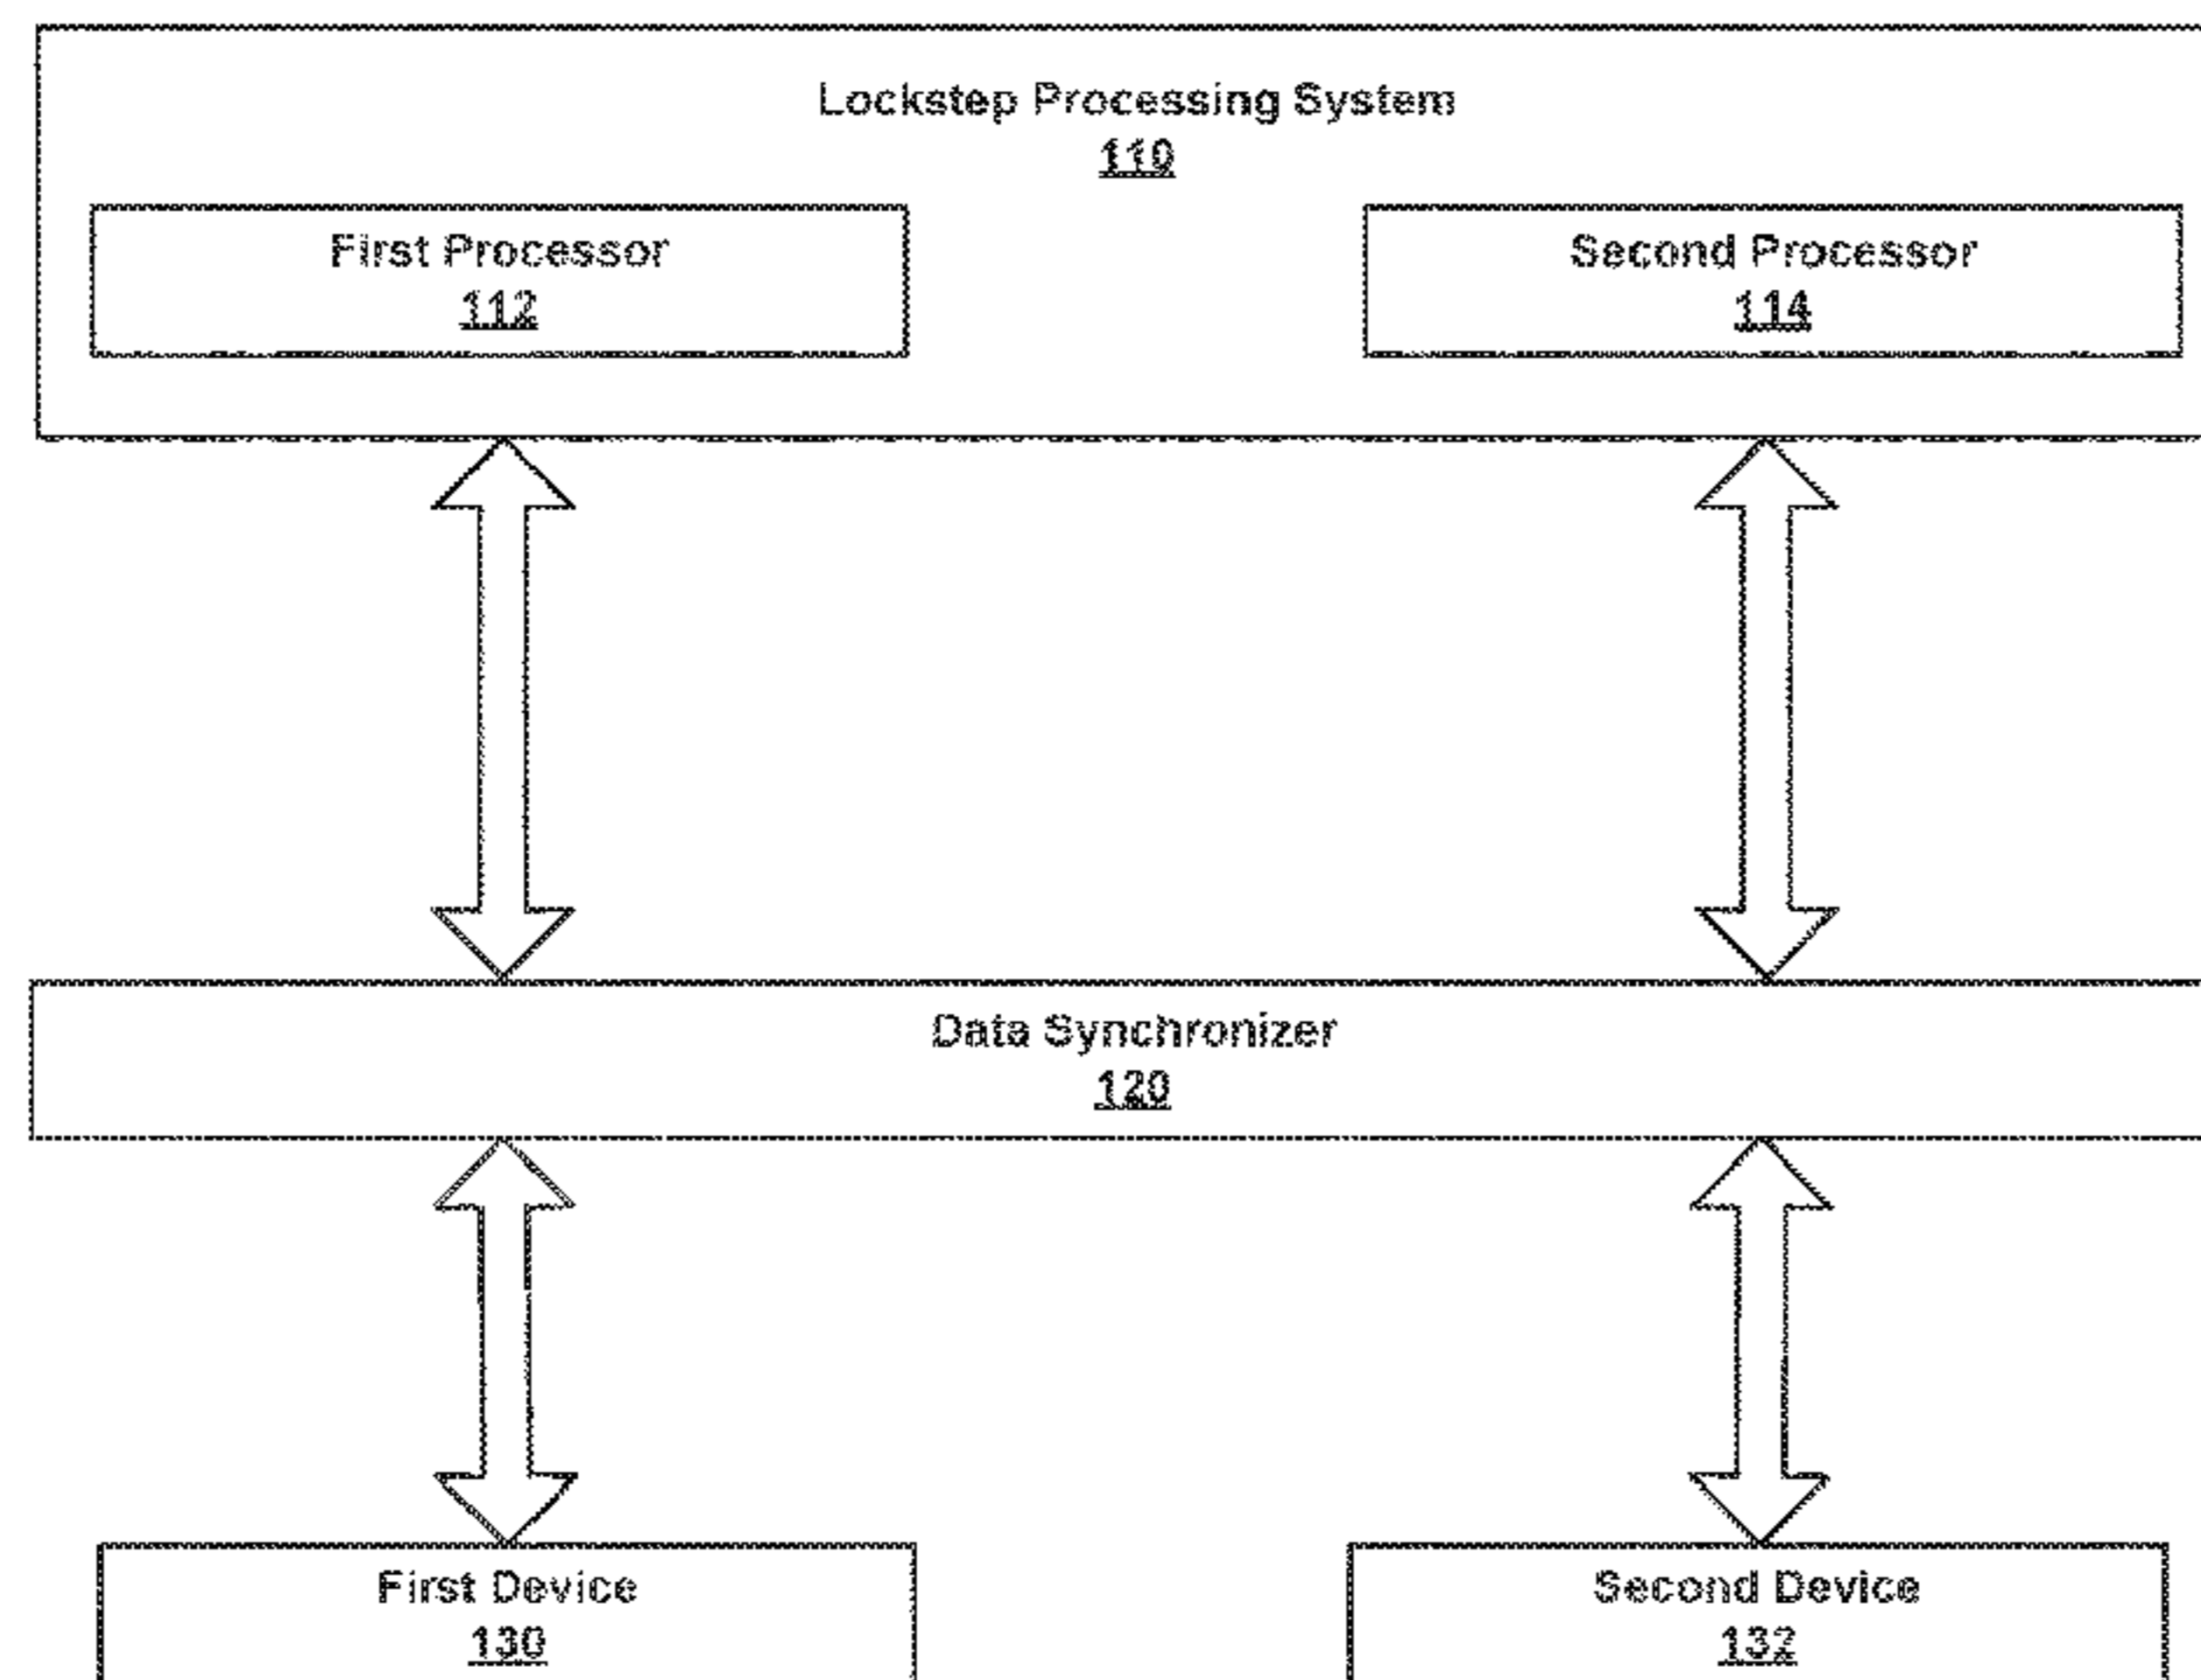 Lockstep Processing System
110
First Processor
112
Second Processor
114
Data Synchronizer
120
First Device
130
Second Device
132